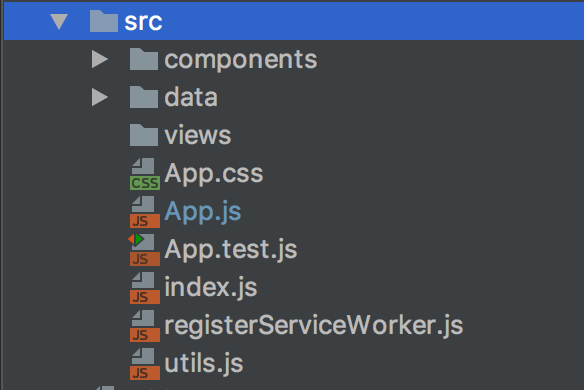 src
components
data
views
CSS App.css
JS App.js
JS App.test.js
JS index.js
JS registerServiceWorker.js
JS utils.js